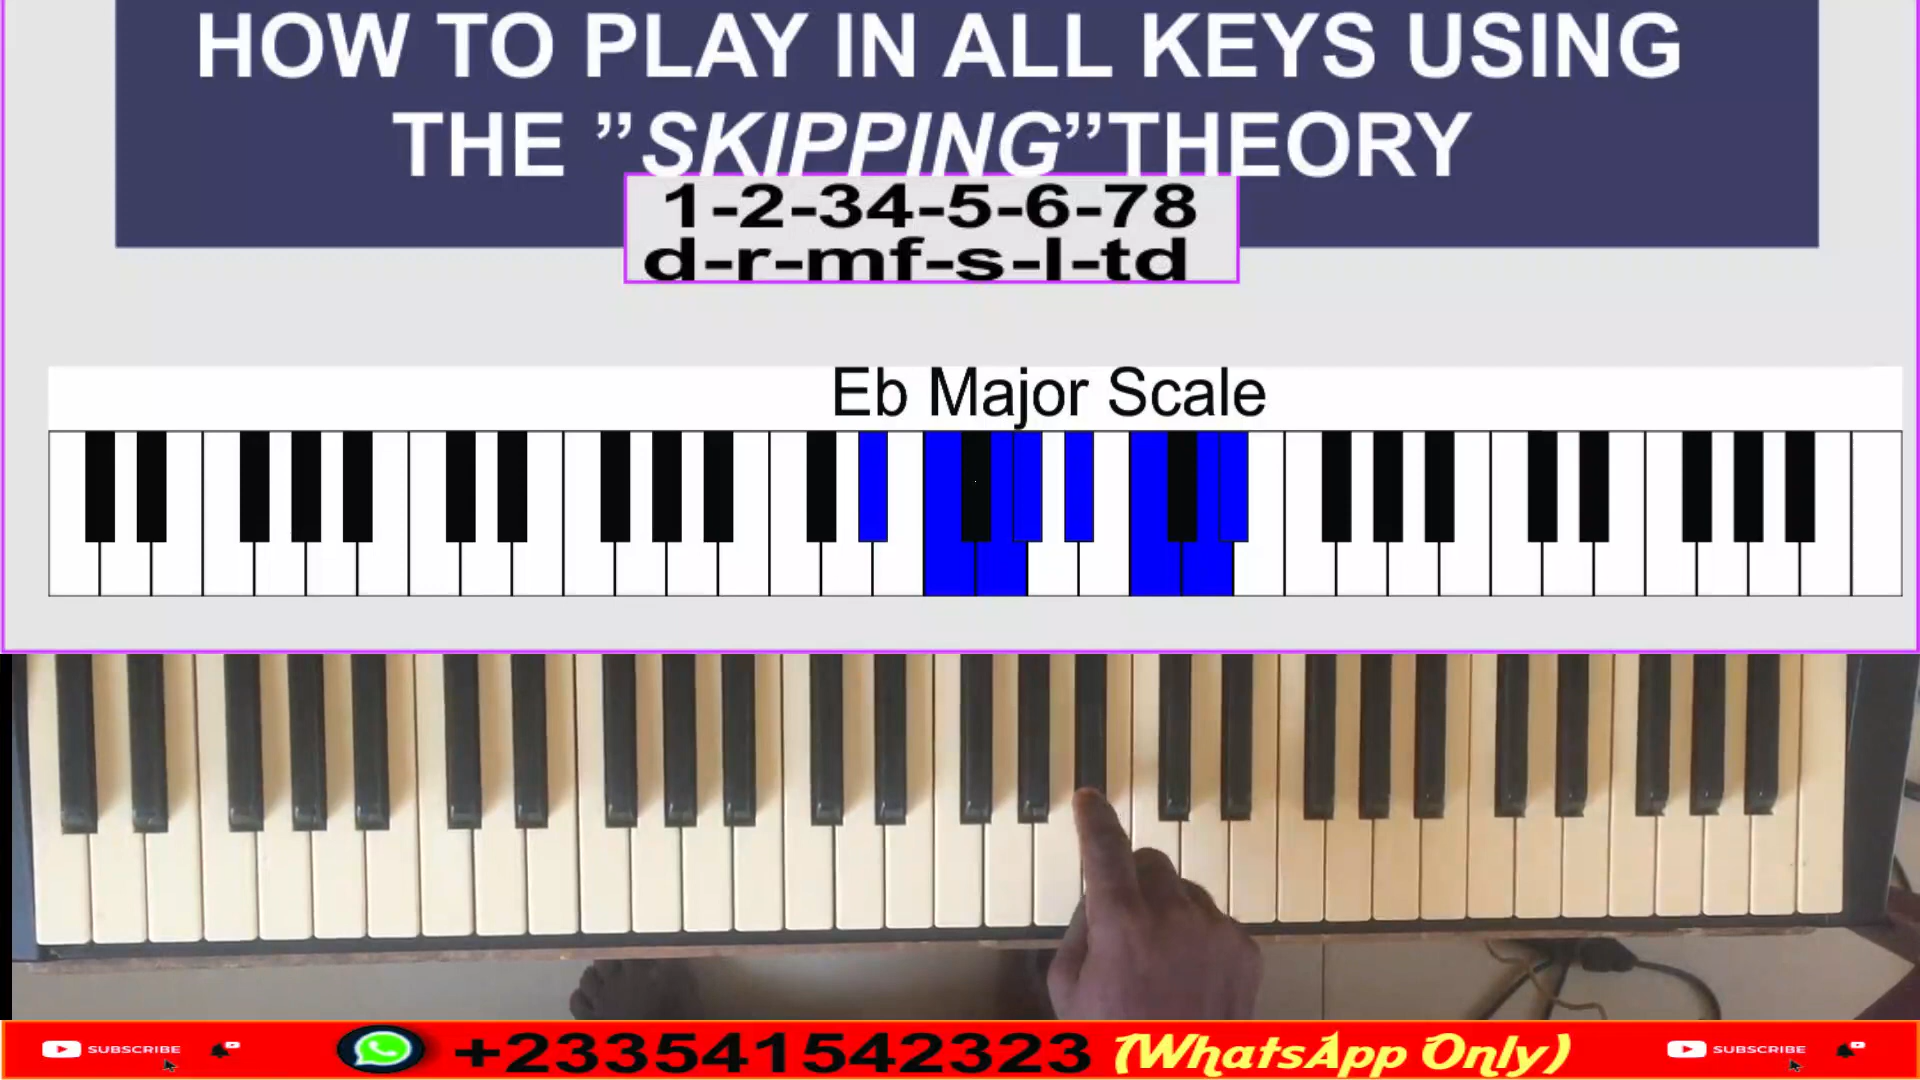 HOW TO PLAY IN ALL KEYS USING
THE ”SKIPPING”THEORY
1-2-34-5-6-78
d-r-mf-s-l-td
Eb Major Scale
SUBSCRIBE
+233541542323 (WhatsApp Only)
SUBSCRIBE